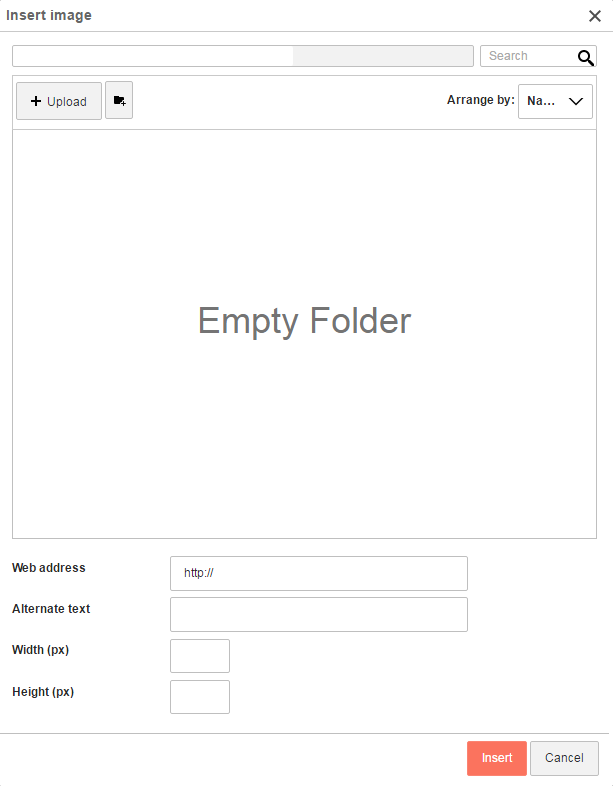 Insert image
Search
Upload
Arrange by: Na...
Empty Folder
Web address http://
Alternate text
Width (px)
Height (px)
Insert Cancel